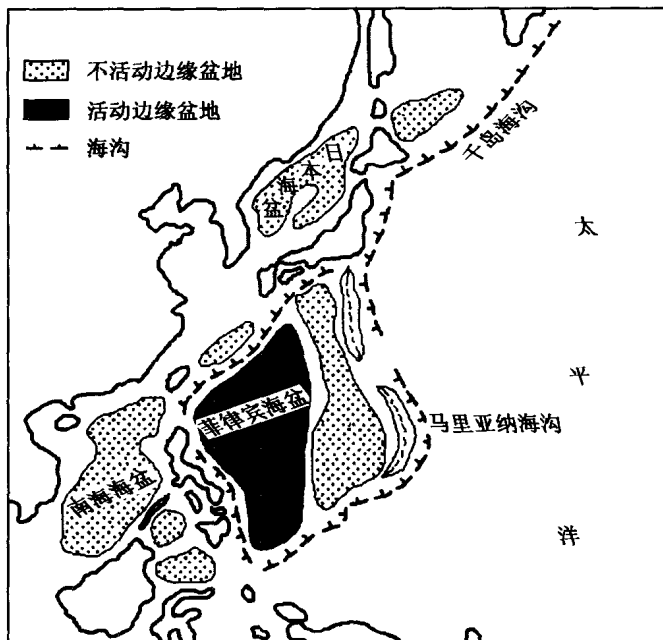 不活动边缘盆地
活动边缘盆地
海沟
千岛海沟
日本海盆
太平洋
菲律宾海盆
马里亚纳海沟
南海海盆